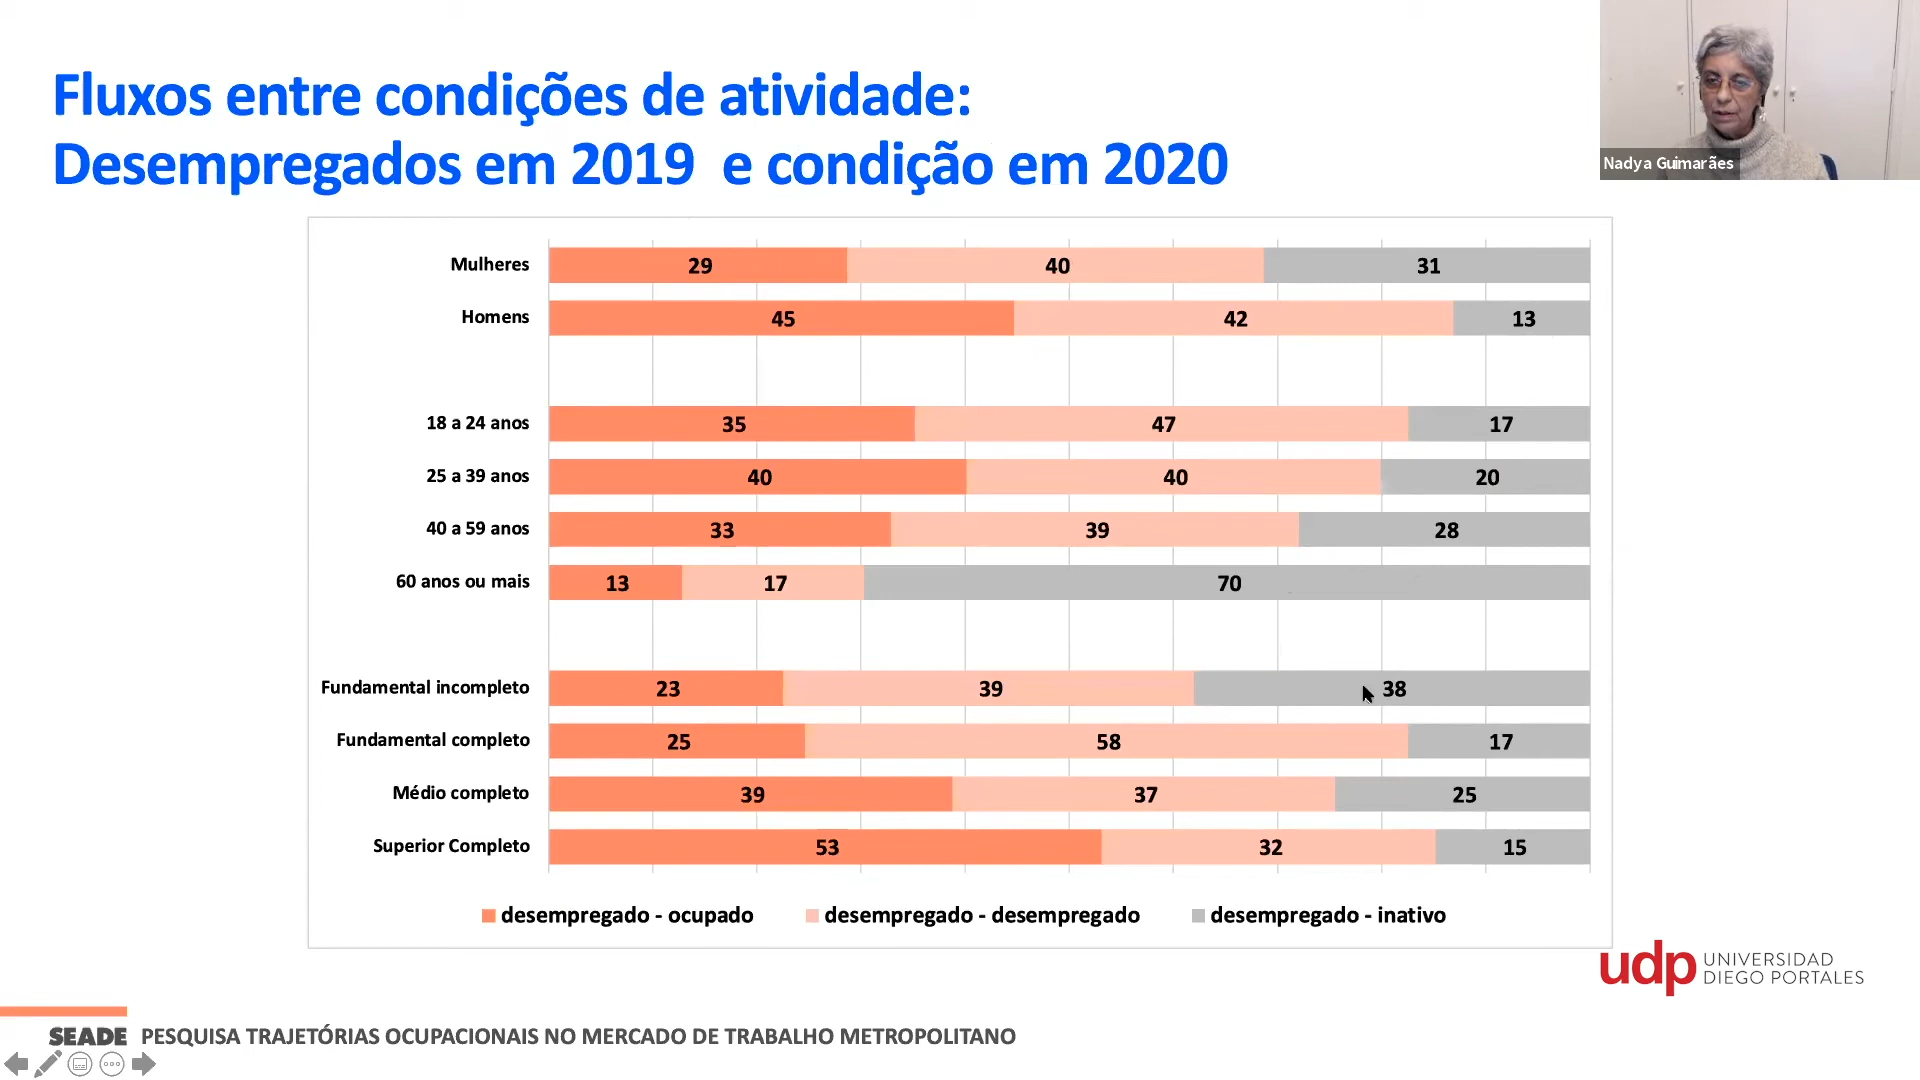 Fluxos entre condições de atividade:
Desempregados em 2019 e condição em 2020
Nadya Guimarães
Mulheres 29 40 31
Homens 45 42 13
18 a 24 anos 35 47 17
25 a 39 anos 40 40 20
40 a 59 anos 33 39 28
60 anos ou mais 13 17 70
Fundamental incompleto 23 39 38
Fundamental completo 25 58 17
Médio completo 39 37 25
Superior Completo 53 32 15
desempregado - ocupado desempregado - desempregado desempregado - inativo
udp UNIVERSIDAD
DIEGO PORTALES
SEADE PESQUISA TRAJETÓRIAS OCUPACIONAIS NO MERCADO DE TRABALHO METROPOLITANO